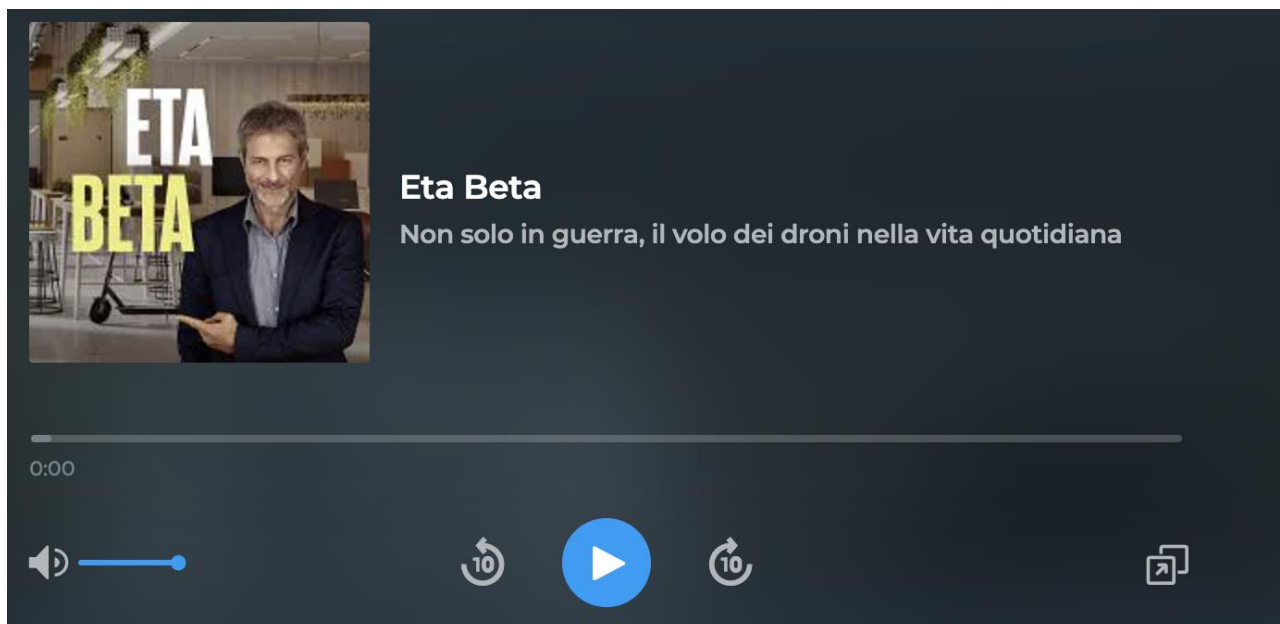 ETA
BETA
Eta Beta
Non solo in guerra, il volo dei droni nella vita quotidiana
0:00
10
10